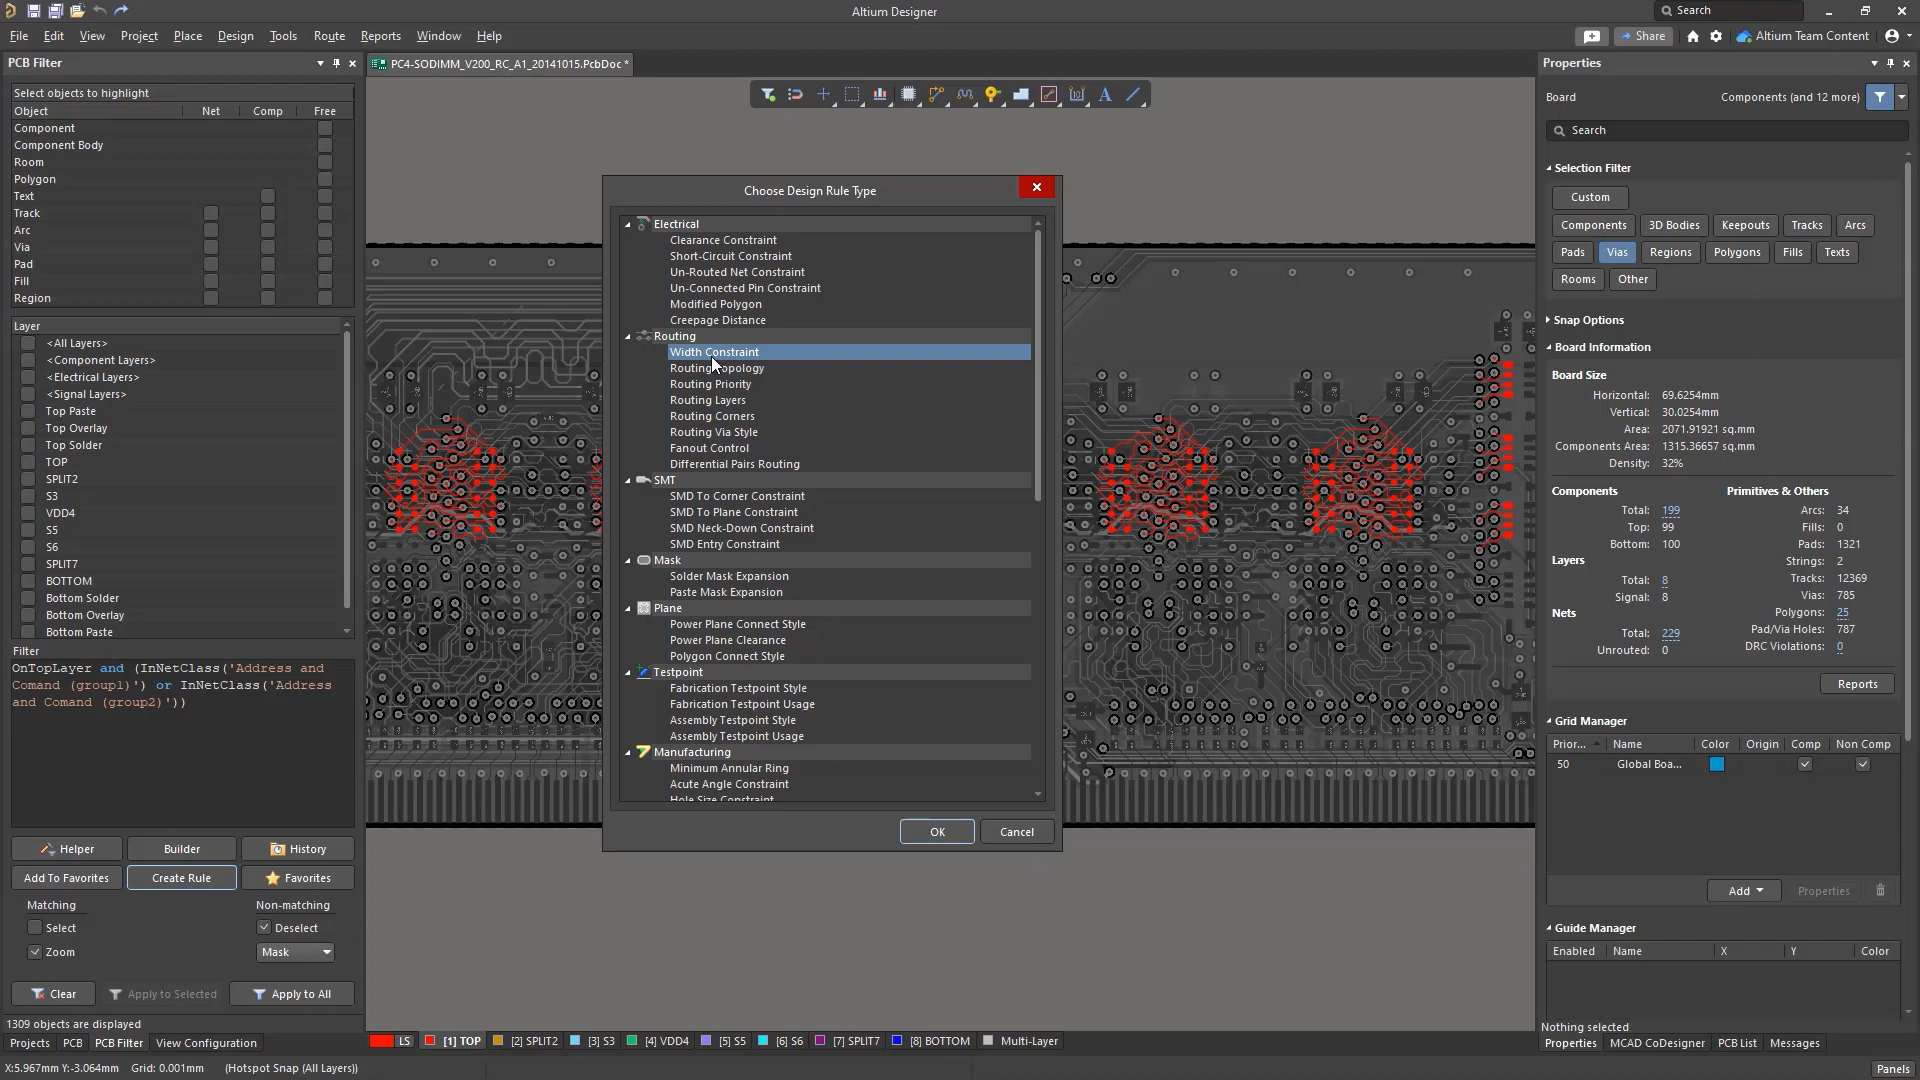 Altium Designer
Search
File Edit View Project Place Design Tools Route Reports Window Help
Share
Altium Team Content
PCB Filter
PC4-SODIMM_V200_RC_A1_20141015.PcbDoc *
Properties
Select objects to highlight
Object Net Comp Free
Component
Component Body
Room
Polygon
Text
Track
Arc
Via
Pad
Fill
Region
Layer
<All Layers>
<Component Layers>
<Electrical Layers>
<Signal Layers>
Top Paste
Top Overlay
Top Solder
TOP
SPLIT2
S3
VDD4
S5
S6
SPLIT7
BOTTOM
Bottom Solder
Bottom Overlay
Bottom Paste
Filter
OnTopLayer and (InNetClass('Address and
Comand (group1)') or InNetClass('Address
and Comand (group2)'))
Helper Builder History
Add To Favorites Create Rule Favorites
Matching Non-matching
Select Deselect
Zoom Mask
Clear Apply to Selected Apply to All
1309 objects are displayed
Projects PCB PCB Filter View Configuration
X:5.967mm Y:-3.064mm Grid: 0.001mm (Hotspot Snap (All Layers))
Choose Design Rule Type
Electrical
Clearance Constraint
Short-Circuit Constraint
Un-Routed Net Constraint
Un-Connected Pin Constraint
Modified Polygon
Creepage Distance
Routing
Width Constraint
Routing Topology
Routing Priority
Routing Layers
Routing Corners
Routing Via Style
Fanout Control
Differential Pairs Routing
SMT
SMD To Corner Constraint
SMD To Plane Constraint
SMD Neck-Down Constraint
SMD Entry Constraint
Mask
Solder Mask Expansion
Paste Mask Expansion
Plane
Power Plane Connect Style
Power Plane Clearance
Polygon Connect Style
Testpoint
Fabrication Testpoint Style
Fabrication Testpoint Usage
Assembly Testpoint Style
Assembly Testpoint Usage
Manufacturing
Minimum Annular Ring
Acute Angle Constraint
Hole Size Constraint
OK Cancel
LS [1] TOP [2] SPLIT2 [3] S3 [4] VDD4 [5] S5 [6] S6 [7] SPLIT7 [8] BOTTOM Multi-Layer
Board Components (and 12 more)
Search
Selection Filter
Custom
Components 3D Bodies Keepouts Tracks Arcs
Pads Vias Regions Polygons Fills Texts
Rooms Other
Snap Options
Board Information
Board Size
Horizontal: 69.6254mm
Vertical: 30.0254mm
Area: 2071.91921 sq.mm
Components Area: 1315.36657 sq.mm
Density: 32%
Components Primitives & Others
Total: 199 Arcs: 34
Top: 99 Fills: 0
Bottom: 100 Pads: 1321
Layers Strings: 2
Total: 8 Tracks: 12369
Signal: 8 Vias: 785
Nets Polygons: 25
Total: 229 Pad/Via Holes: 787
Unrouted: 0 DRC Violations: 0
Reports
Grid Manager
Prior... Name Color Origin Comp Non Comp
50 Global Boa...
Add Properties
Guide Manager
Enabled Name X Y Color
Nothing selected
Properties MCAD CoDesigner PCB List Messages
Panels